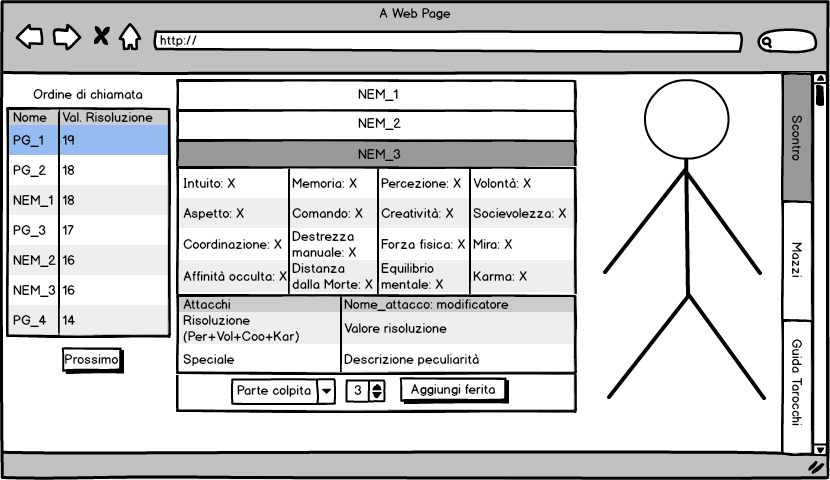 A Web Page
http://
Ordine di chiamata
Nome Val. Risoluzione
PG_1 19
PG_2 18
NEM_1 18
PG_3 17
NEM_2 16
NEM_3 16
PG_4 14
Prossimo
NEM_1
NEM_2
NEM_3
Intuito: X Memoria: X Percezione: X Volontà: X
Aspetto: X Comando: X Creatività: X Socievolezza: X
Coordinazione: X Destrezza manuale: X Forza fisica: X Mira: X
Affinità occulta: X Distanza dalla Morte: X Equilibrio mentale: X Karma: X
Attacchi Nome_attacco: modificatore
Risoluzione
(Per+Vol+Coo+Kar) Valore risoluzione
Speciale Descrizione peculiarità
Parte colpita 3 Aggiungi ferita
Scontro
Mazzi
Guida Tarocchi